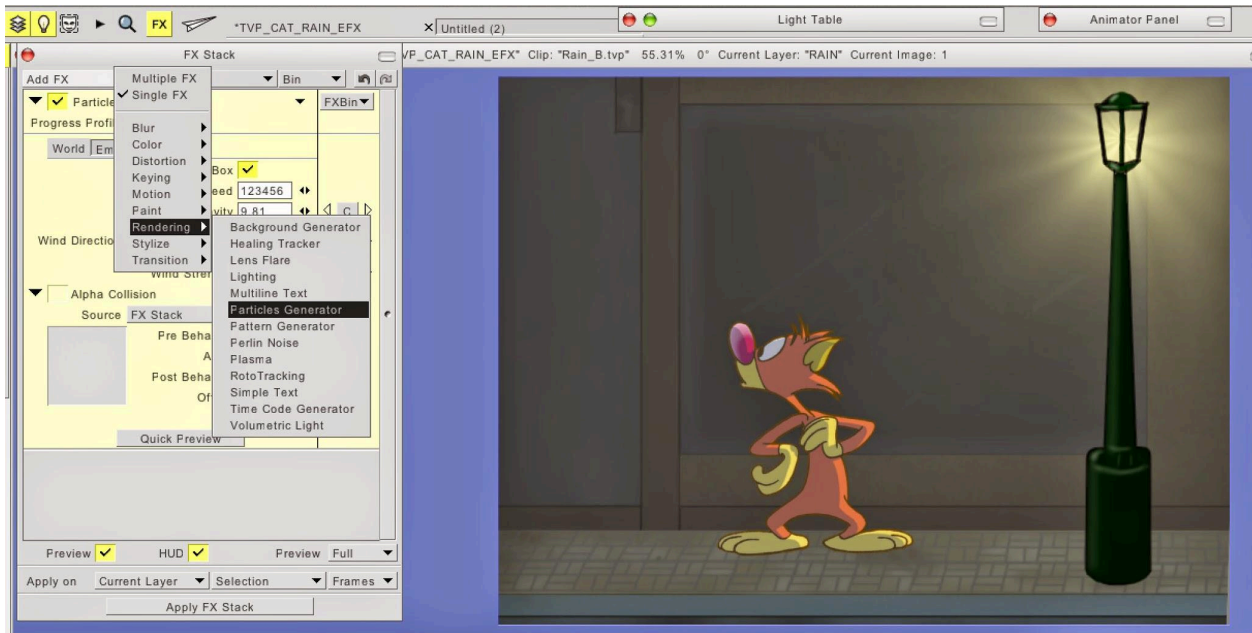 FX
*TVP_CAT_RAIN_EFX
Untitled (2)
Light Table
Animator Panel
FX Stack
VP_CAT_RAIN_EFX" Clip: "Rain_B.tvp" 55.31% 0° Current Layer: "RAIN" Current Image: 1
Add FX
Bin
Multiple FX
Single FX
Blur
Color
Distortion
Keying
Motion
Paint
Rendering
Stylize
Transition
Particle
FXBin
Progress Profi
World
Em
Box
eed 123456
vity 9.81
C
Wind Directio
Wind Stren
Background Generator
Healing Tracker
Lens Flare
Lighting
Multiline Text
Particles Generator
Pattern Generator
Perlin Noise
Plasma
RotoTracking
Simple Text
Time Code Generator
Volumetric Light
Alpha Collision
Source FX Stack
Pre Beha
A
Post Beha
Of
Quick Preview
Preview HUD Preview Full
Apply on Current Layer Selection Frames
Apply FX Stack